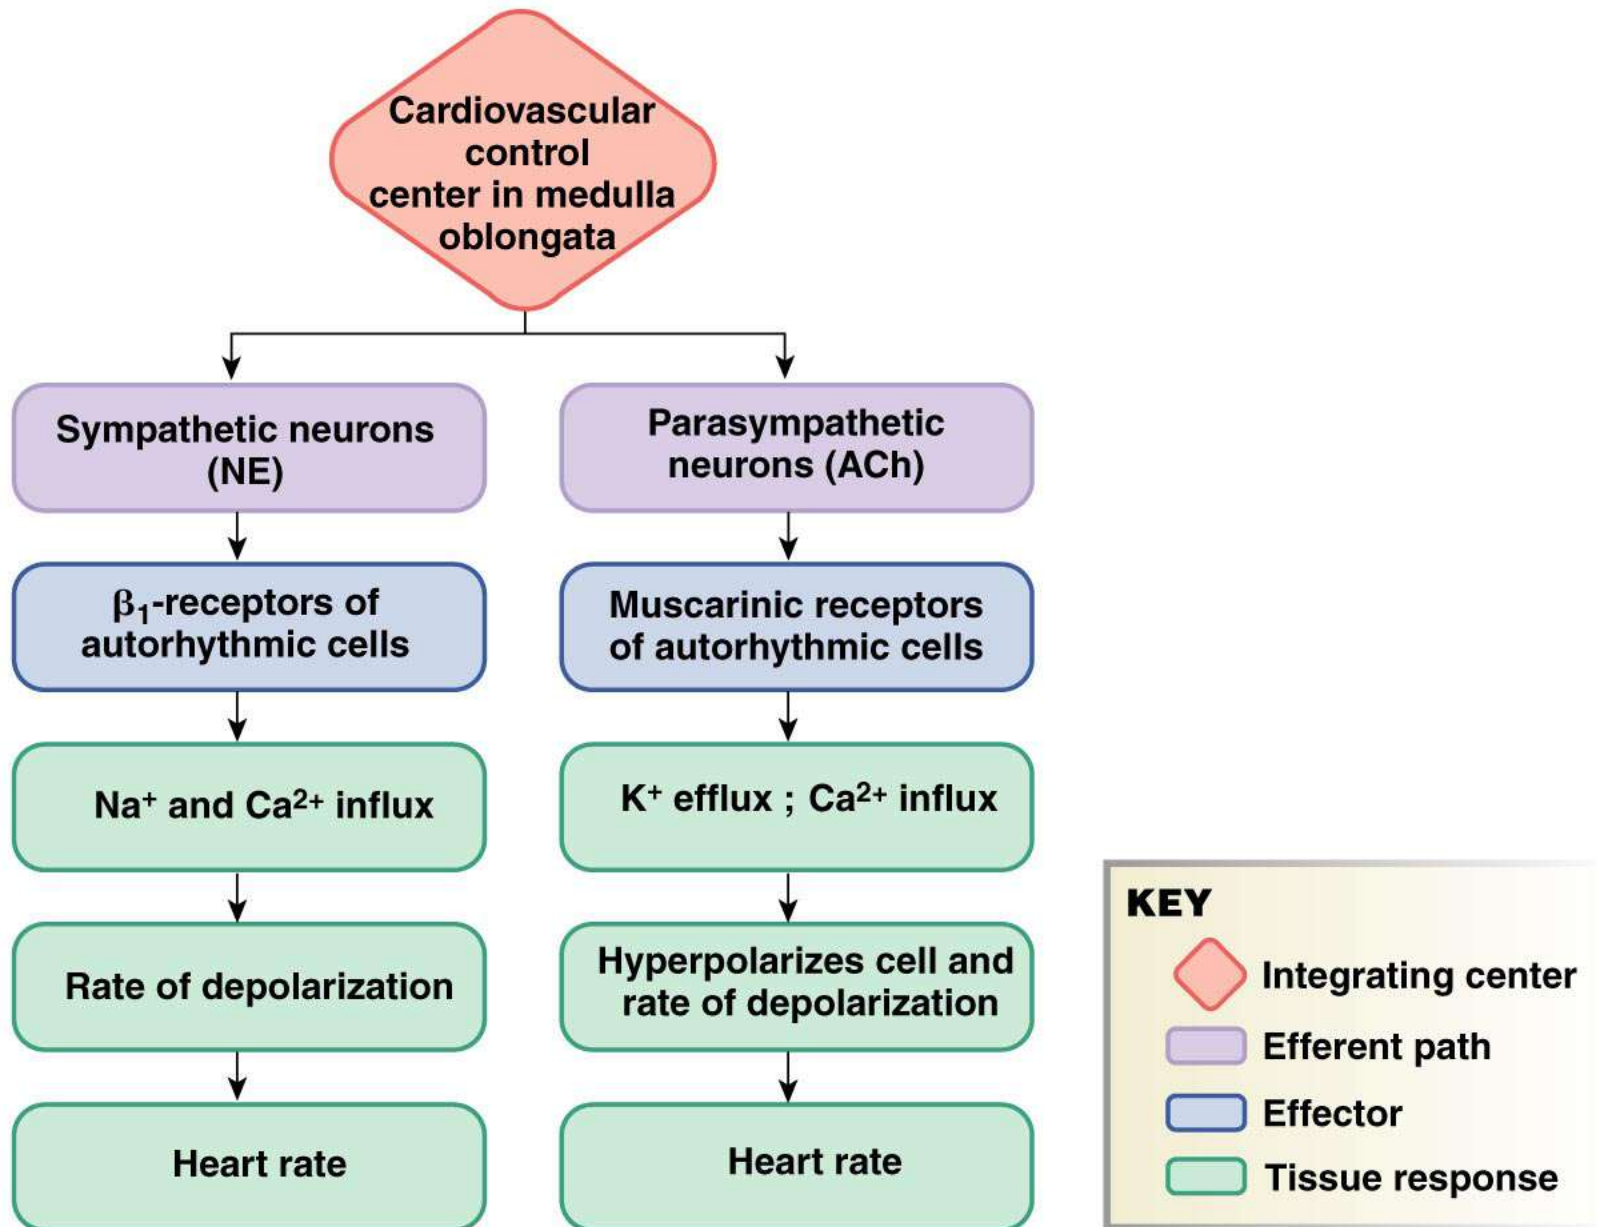 Cardiovascular
control
center in medulla
oblongata
Sympathetic neurons
(NE)
Parasympathetic
neurons (ACh)
β₁-receptors of
autorhythmic cells
Muscarinic receptors
of autorhythmic cells
Na⁺ and Ca²⁺ influx
K⁺ efflux ; Ca²⁺ influx
Rate of depolarization
Hyperpolarizes cell and
rate of depolarization
Heart rate
Heart rate
KEY
Integrating center
Efferent path
Effector
Tissue response